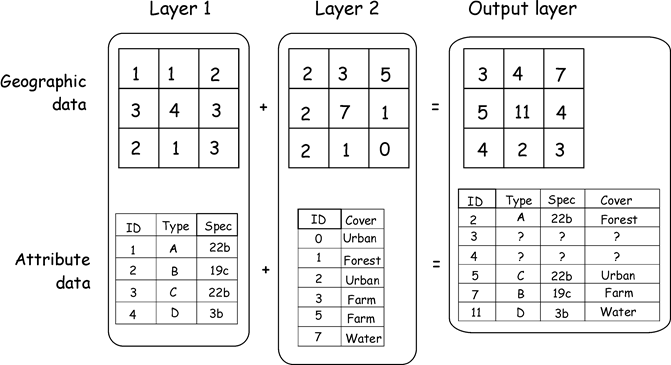 Layer 1 Layer 2 Output layer
Geographic data
1 1 2
3 4 3
2 1 3
+
2 3 5
2 7 1
2 1 0
=
3 4 7
5 11 4
4 2 3
Attribute data
ID Type Spec
1 A 22b
2 B 19c
3 C 22b
4 D 3b
+
ID Cover
0 Urban
1 Forest
2 Urban
3 Farm
5 Farm
7 Water
=
ID Type Spec Cover
2 A 22b Forest
3 ? ? ?
4 ? ? ?
5 C 22b Urban
7 B 19c Farm
11 D 3b Water